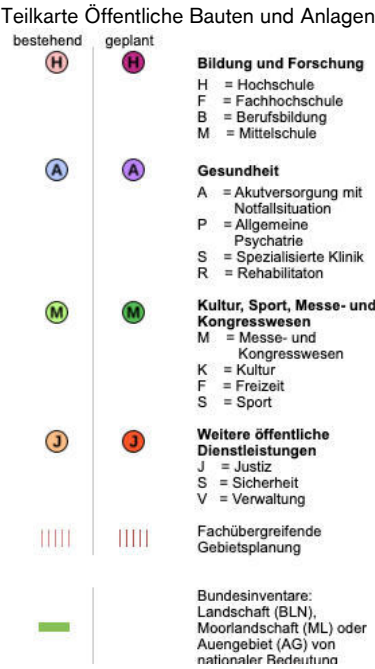 Teilkarte Öffentliche Bauten und Anlagen
bestehend geplant
H H Bildung und Forschung
H = Hochschule
F = Fachhochschule
B = Berufsbildung
M = Mittelschule
A A Gesundheit
A = Akutversorgung mit
Notfallsituation
P = Allgemeine
Psychatrie
S = Spezialisierte Klinik
R = Rehabilitaton
M M Kultur, Sport, Messe- und
Kongresswesen
M = Messe- und
Kongresswesen
K = Kultur
F = Freizeit
S = Sport
J J Weitere öffentliche
Dienstleistungen
J = Justiz
S = Sicherheit
V = Verwaltung
Fachübergreifende
Gebietsplanung
Bundesinventare:
Landschaft (BLN),
Moorlandschaft (ML) oder
Auengebiet (AG) von
nationaler Bedeutung